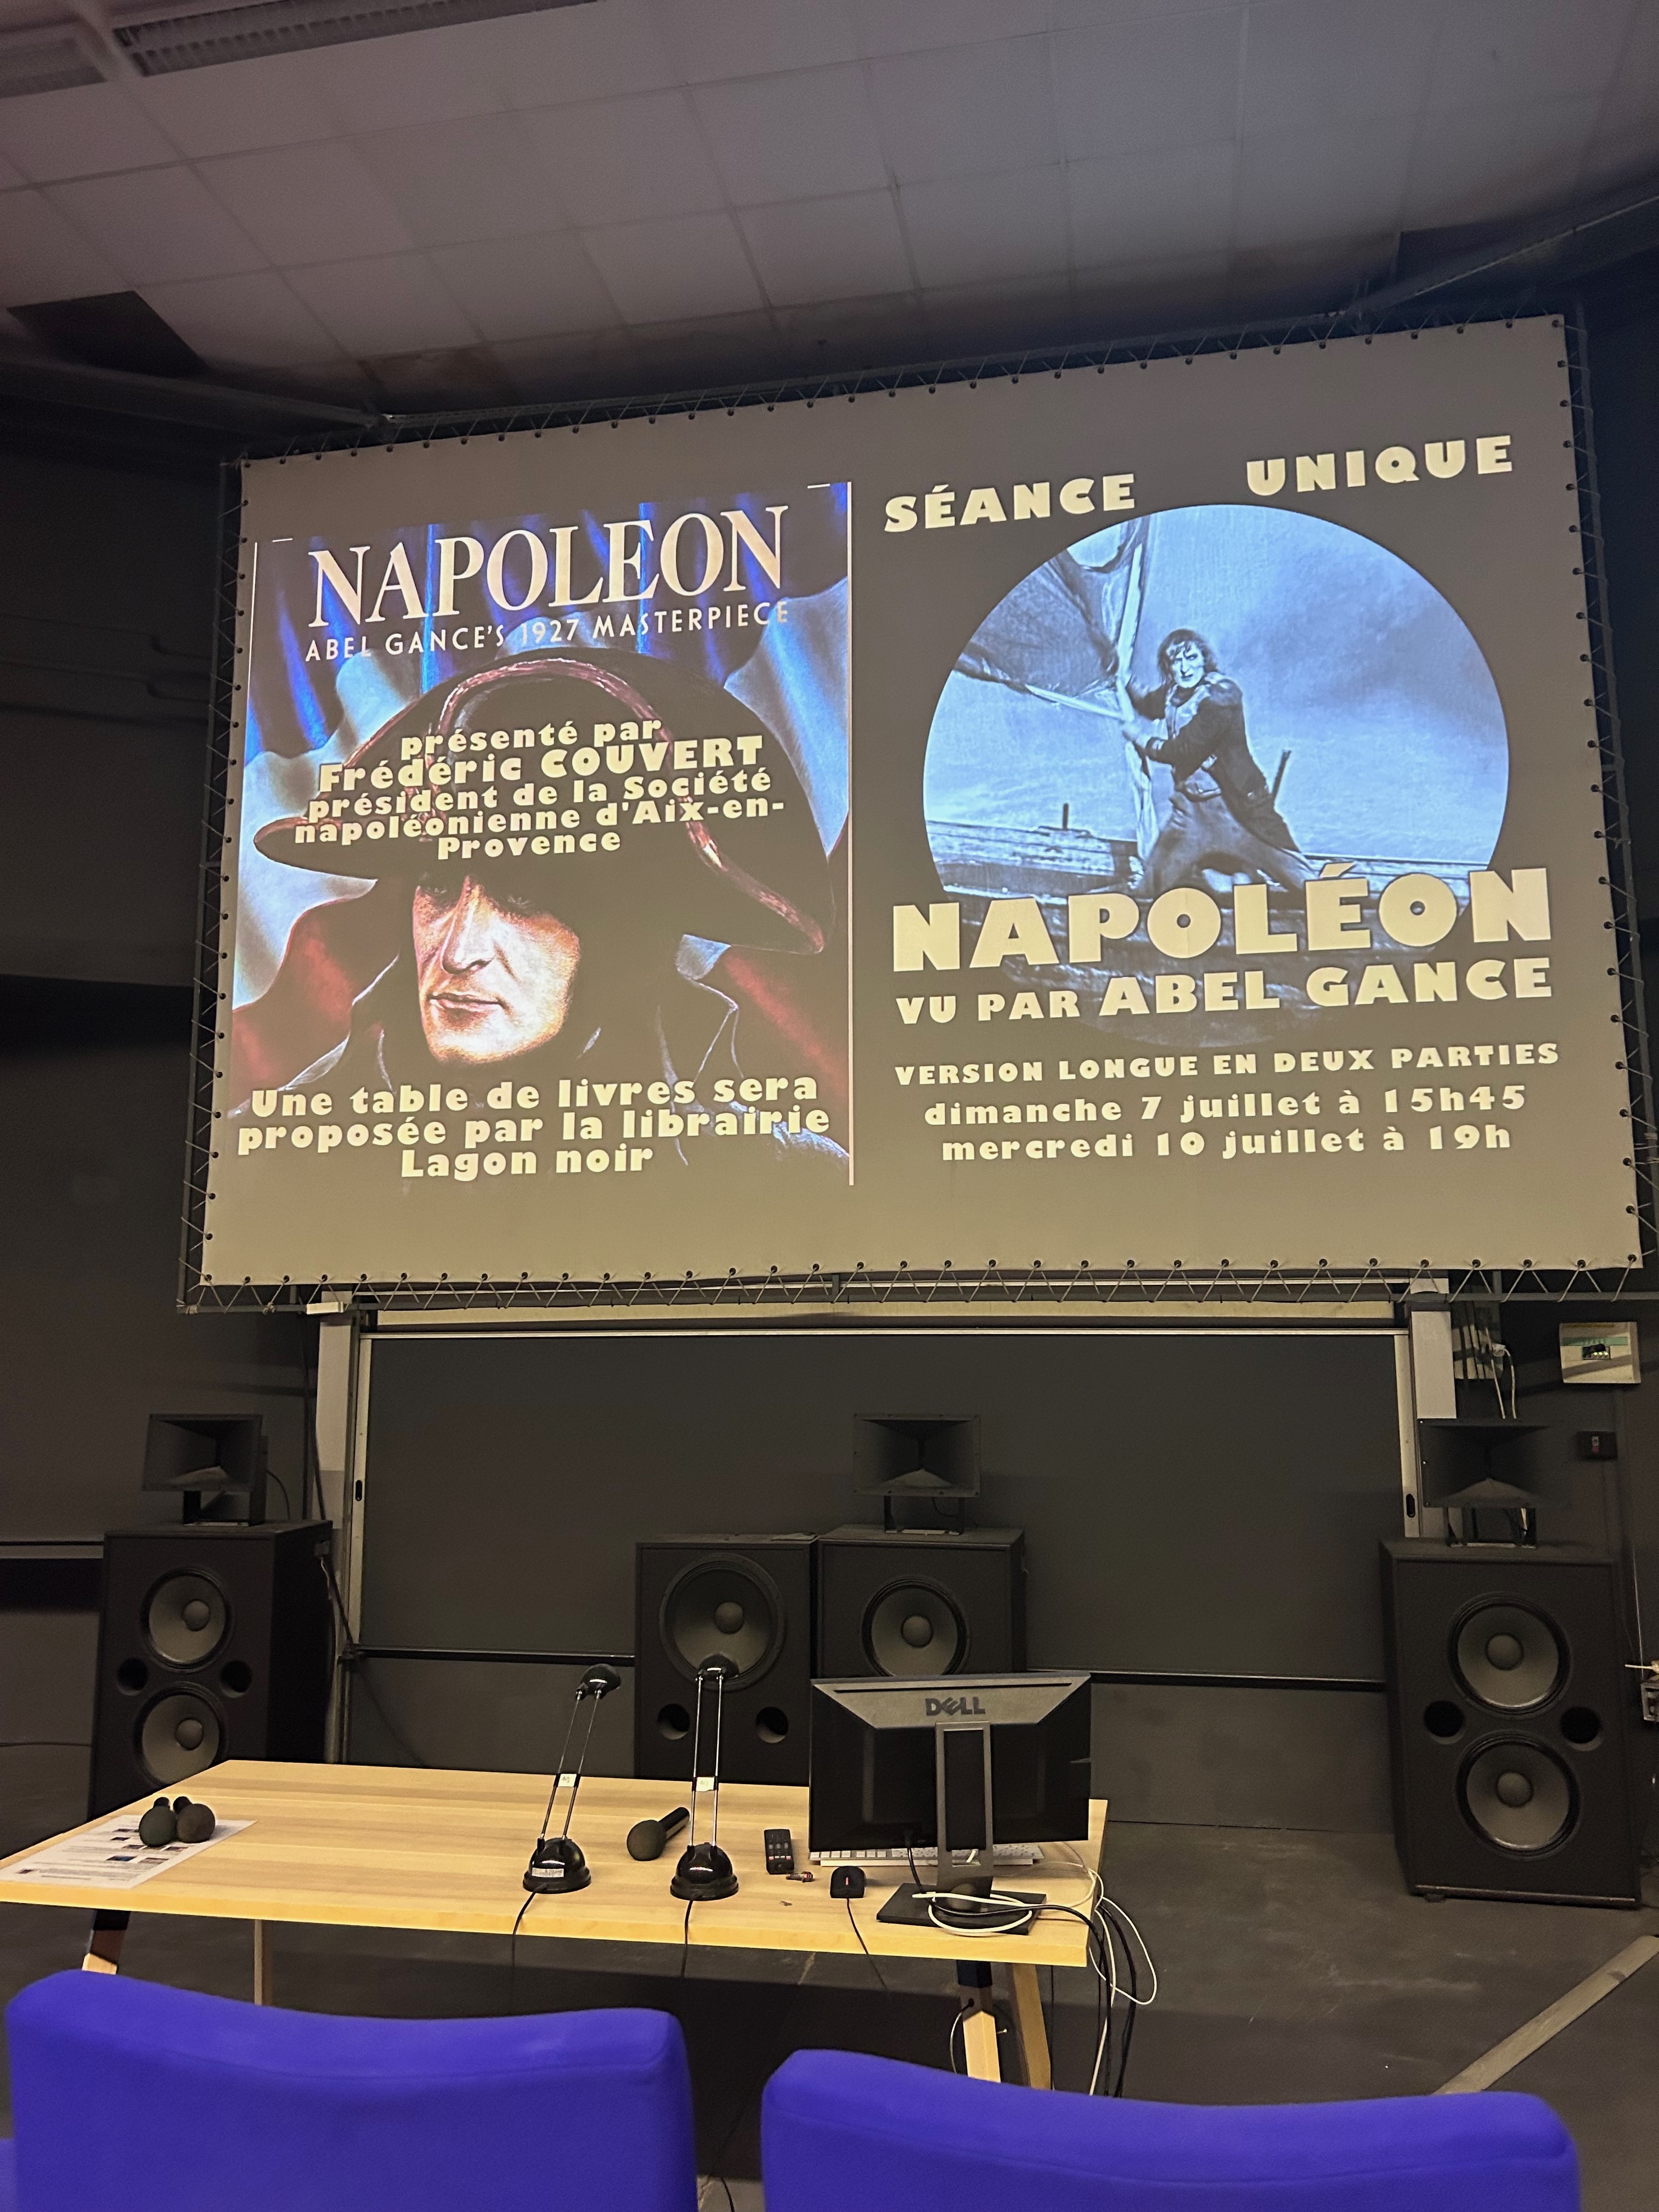 NAPOLEON
ABEL GANCE'S 1927 MASTERPIECE
présenté par
Frédéric COUVERT
président de la Société
napoléonienne d'Aix-en-
Provence
Une table de livres sera
proposée par la librairie
Lagon noir
SÉANCE UNIQUE
NAPOLÉON
VU PAR ABEL GANCE
VERSION LONGUE EN DEUX PARTIES
dimanche 7 juillet à 15h45
mercredi 10 juillet à 19h
DELL